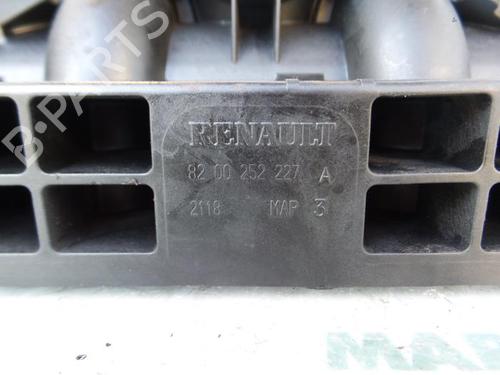 B-PARTS
RENAULT
82 00 252 227 A
2118 MAP 3